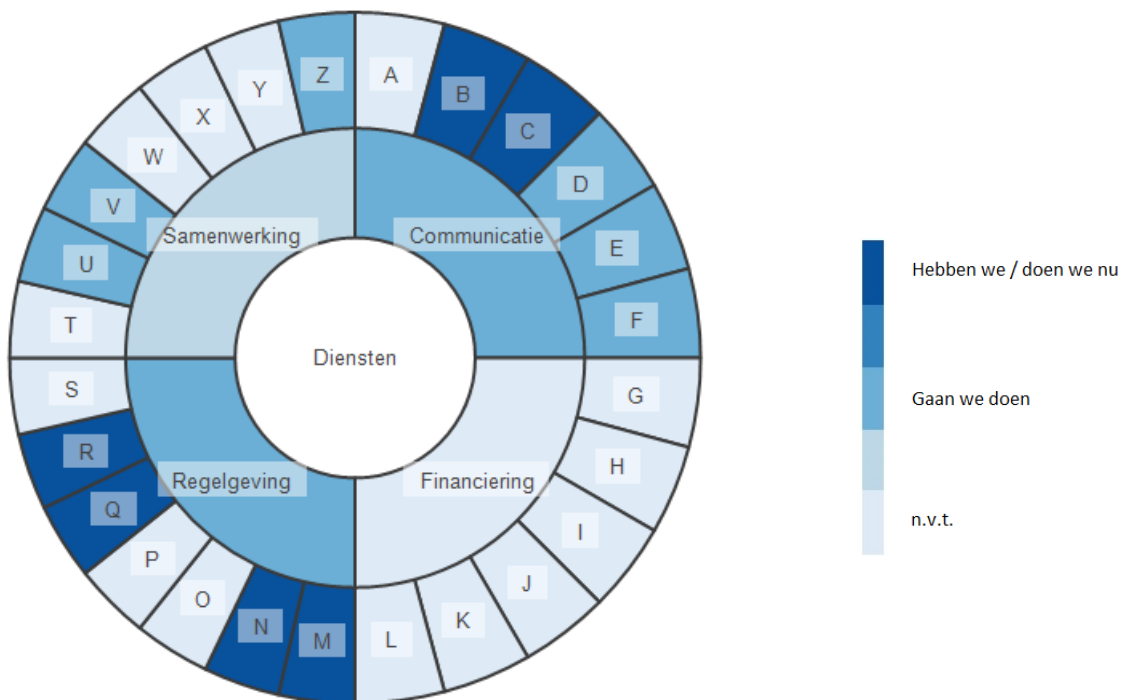 Z
A
Y
B
X
C
W
D
V
Samenwerking
Communicatie
E
U
Hebben we / doen we nu
T
F
Diensten
S
G
Gaan we doen
R
H
Regelgeving
Financiering
Q
n.v.t.
I
P
J
O
K
N
M
L